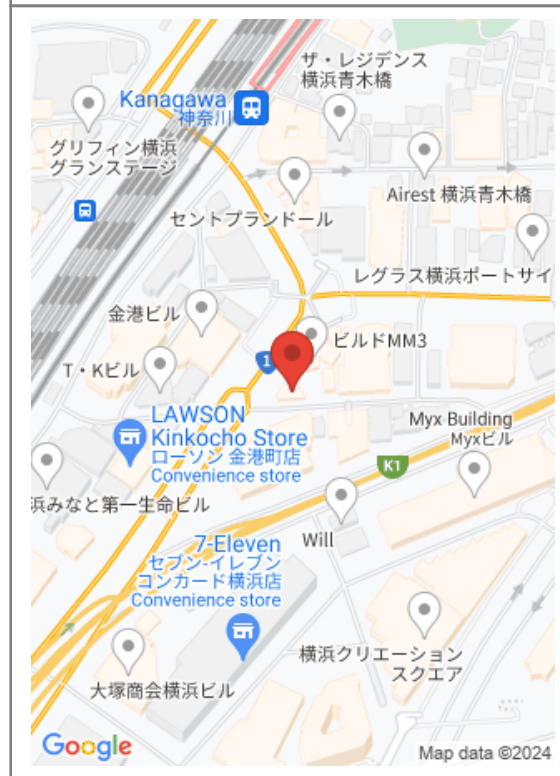 ザ・レジデンス
横浜青木橋
Kanagawa
神奈川
グリフィン横浜
グランステージ
Airest 横浜青木橋
セントプランドール
レグラス横浜ポートサイ
金港ビル
ビルドMM3
1
T・Kビル
LAWSON
Kinkocho Store
ローソン 金港町店
Convenience store
Myx Building
Myxビル
K1
浜みなと第一生命ビル
Will
7-Eleven
セブン-イレブン
コンカード横浜店
Convenience store
横浜クリエーション
スクエア
大塚商会横浜ビル
Google
Map data ©2024